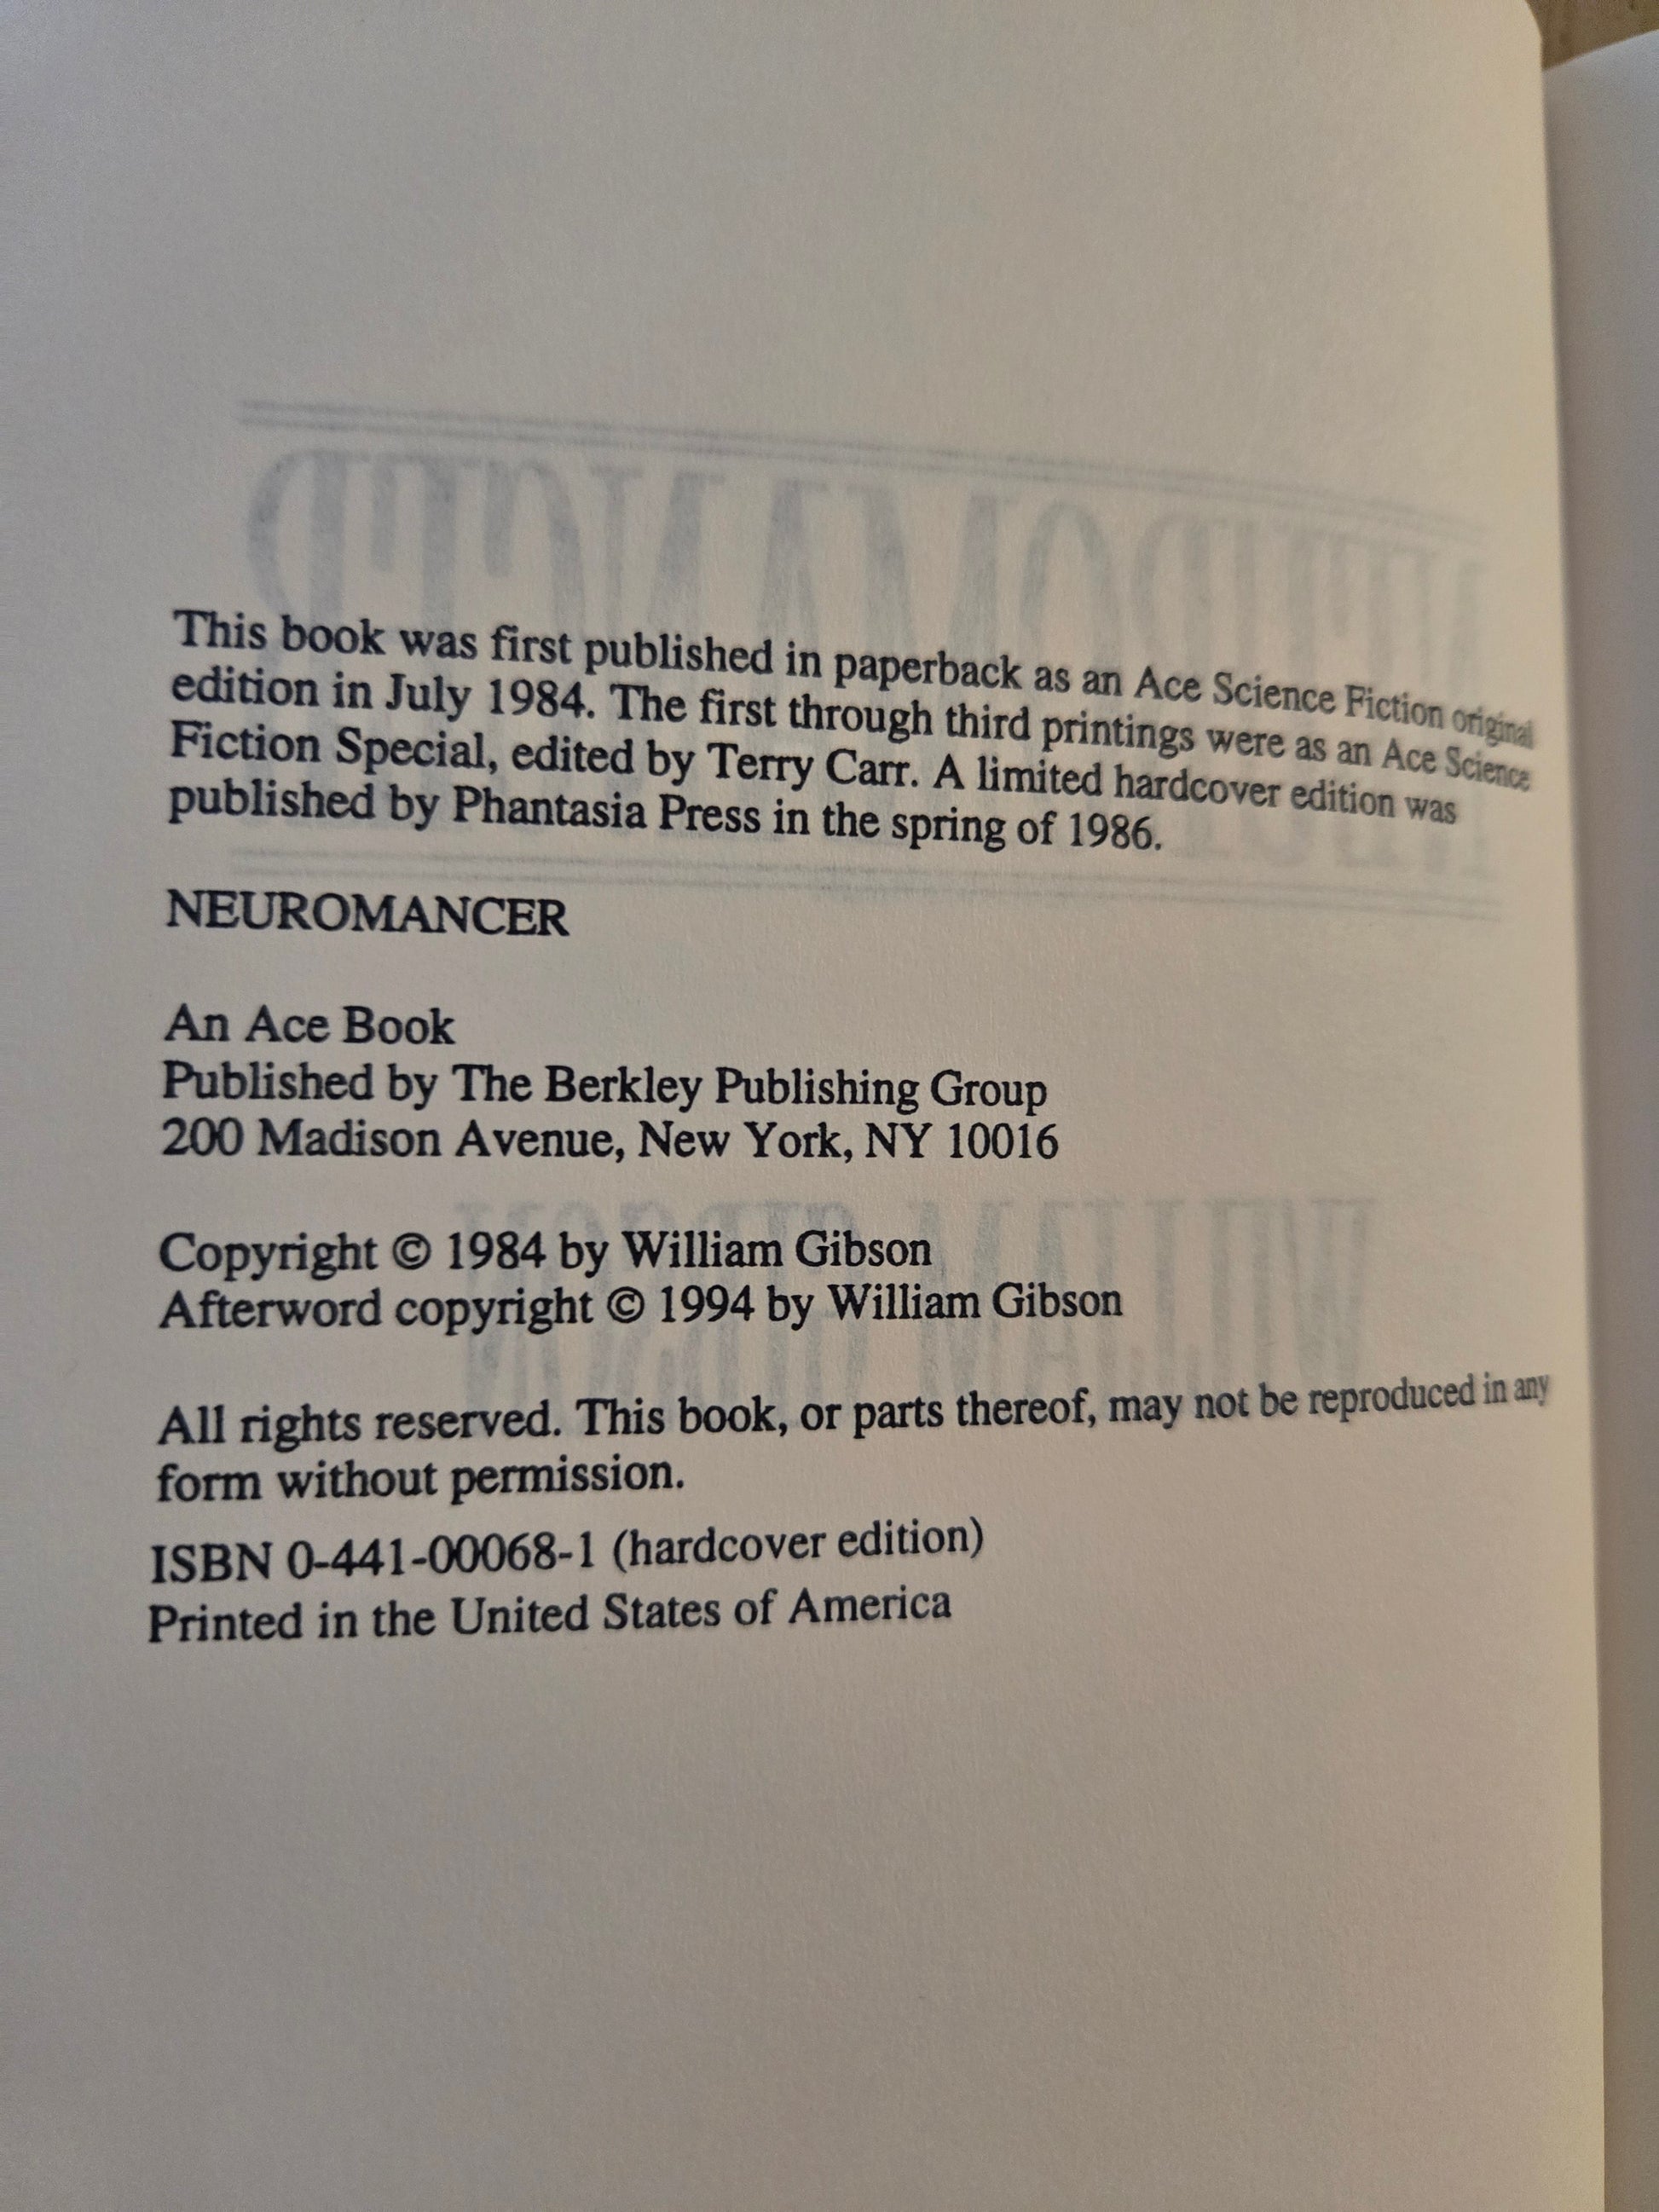 This book was first published in paperback as an Ace Science Fiction original
edition in July 1984. The first through third printings were as an Ace Science
Fiction Special, edited by Terry Carr. A limited hardcover edition was
published by Phantasia Press in the spring of 1986.
NEUROMANCER
An Ace Book
Published by The Berkley Publishing Group
200 Madison Avenue, New York, NY 10016
Copyright © 1984 by William Gibson
Afterword copyright © 1994 by William Gibson
All rights reserved. This book, or parts thereof, may not be reproduced in any
form without permission.
ISBN 0-441-00068-1 (hardcover edition)
Printed in the United States of America